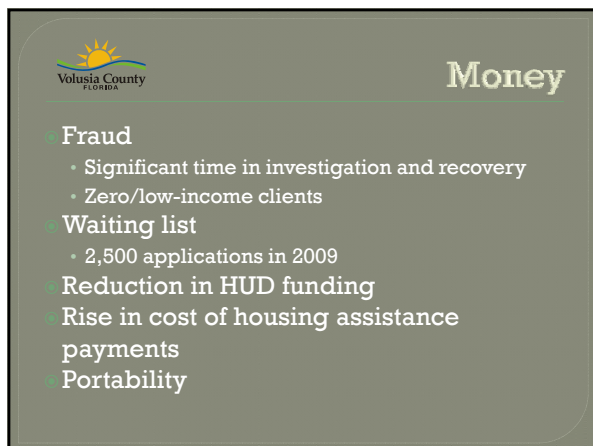 Volusia County
FLORIDA
Money
Fraud
• Significant time in investigation and recovery
• Zero/low-income clients
Waiting list
• 2,500 applications in 2009
Reduction in HUD funding
Rise in cost of housing assistance
payments
Portability